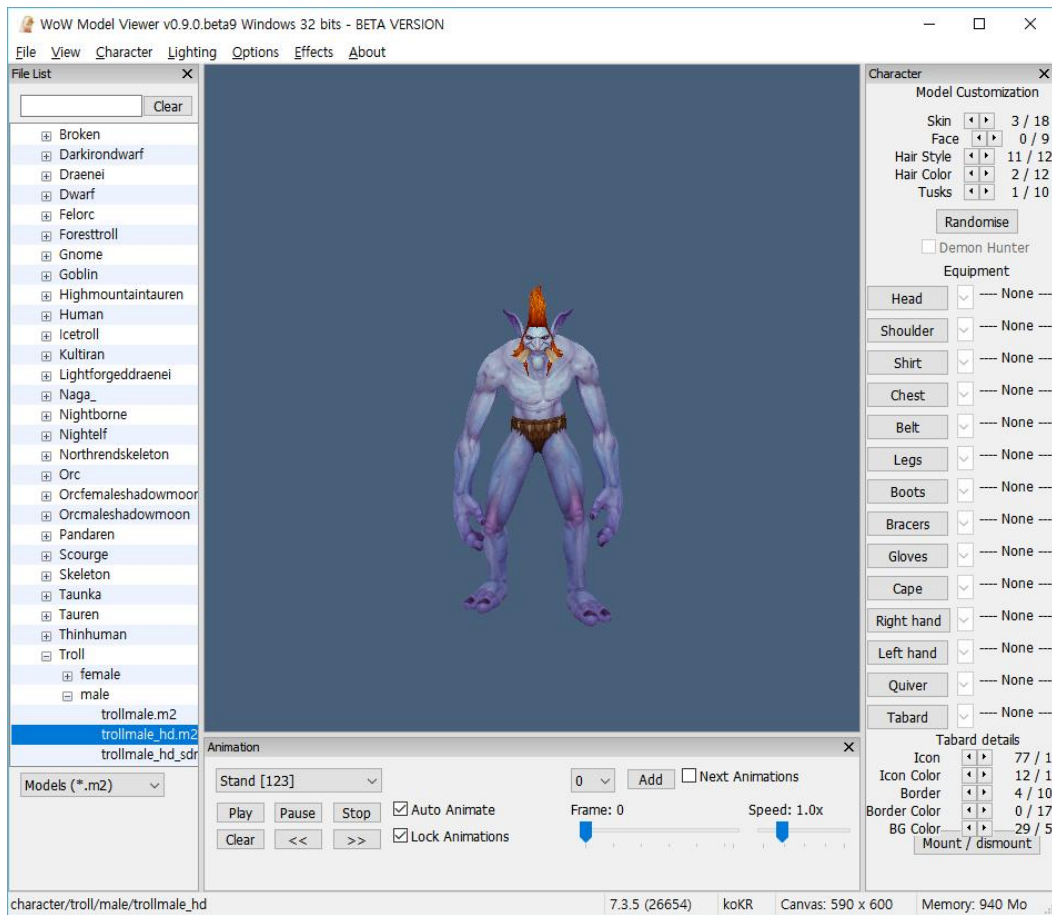 WoW Model Viewer v0.9.0.beta9 Windows 32 bits - BETA VERSION
File View Character Lighting Options Effects About
File List
Clear
Broken
Darkirondwarf
Draenei
Dwarf
Felorc
Foresttroll
Gnome
Goblin
Highmountaintauren
Human
Icetroll
Kultiran
Lightforgeddraenei
Naga_
Nightborne
Nightelf
Northrendskeleton
Orc
Orcfemaleshadowmoon
Orcmaleshadowmoon
Pandaren
Scourge
Skeleton
Taunka
Tauren
Thinhuman
Troll
female
male
trollmale.m2
trollmale_hd.m2
trollmale_hd_sdr
Models (*.m2)
Animation
Stand [123]
0
Add
Next Animations
Play
Pause
Stop
Auto Animate
Frame: 0
Speed: 1.0x
Clear
<<
>>
Lock Animations
Character
Model Customization
Skin 3 / 18
Face 0 / 9
Hair Style 11 / 12
Hair Color 2 / 12
Tusks 1 / 10
Randomise
Demon Hunter
Equipment
Head ---- None ---
Shoulder ---- None ---
Shirt ---- None ---
Chest ---- None ---
Belt ---- None ---
Legs ---- None ---
Boots ---- None ---
Bracers ---- None ---
Gloves ---- None ---
Cape ---- None ---
Right hand ---- None ---
Left hand ---- None ---
Quiver ---- None ---
Tabard ---- None ---
Tabard details
Icon 77 / 1
Icon Color 12 / 1
Border 4 / 10
Border Color 0 / 17
BG Color 29 / 5
Mount / dismount
character/troll/male/trollmale_hd
7.3.5 (26654)
koKR
Canvas: 590 x 600
Memory: 940 Mo